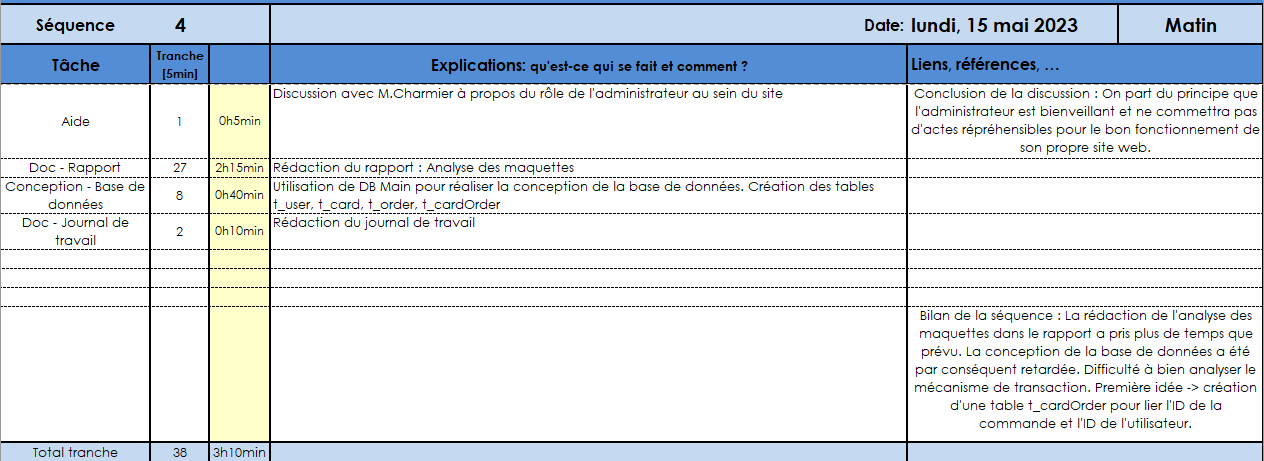 Séquence 4 Date: lundi, 15 mai 2023 Matin
Tâche Tranche [5min] Explications: qu'est-ce qui se fait et comment ? Liens, références, …
Aide 1 0h5min Discussion avec M.Charmier à propos du rôle de l'administrateur au sein du site
Conclusion de la discussion : On part du principe que
l'administrateur est bienveillant et ne commettra pas
d'actes répréhensibles pour le bon fonctionnement de
son propre site web.
Doc - Rapport 27 2h15min Rédaction du rapport : Analyse des maquettes
Conception - Base de
données
8 0h40min
Utilisation de DB Main pour réaliser la conception de la base de données. Création des tables
t_user, t_card, t_order, t_cardOrder
Doc - Journal de
travail
2 0h10min
Rédaction du journal de travail
Bilan de la séquence : La rédaction de l'analyse des
maquettes dans le rapport a pris plus de temps que
prévu. La conception de la base de données a été
par conséquent retardée. Difficulté à bien analyser le
mécanisme de transaction. Première idée -> création
d'une table t_cardOrder pour lier l'ID de la
commande et l'ID de l'utilisateur.
Total tranche 38 3h10min